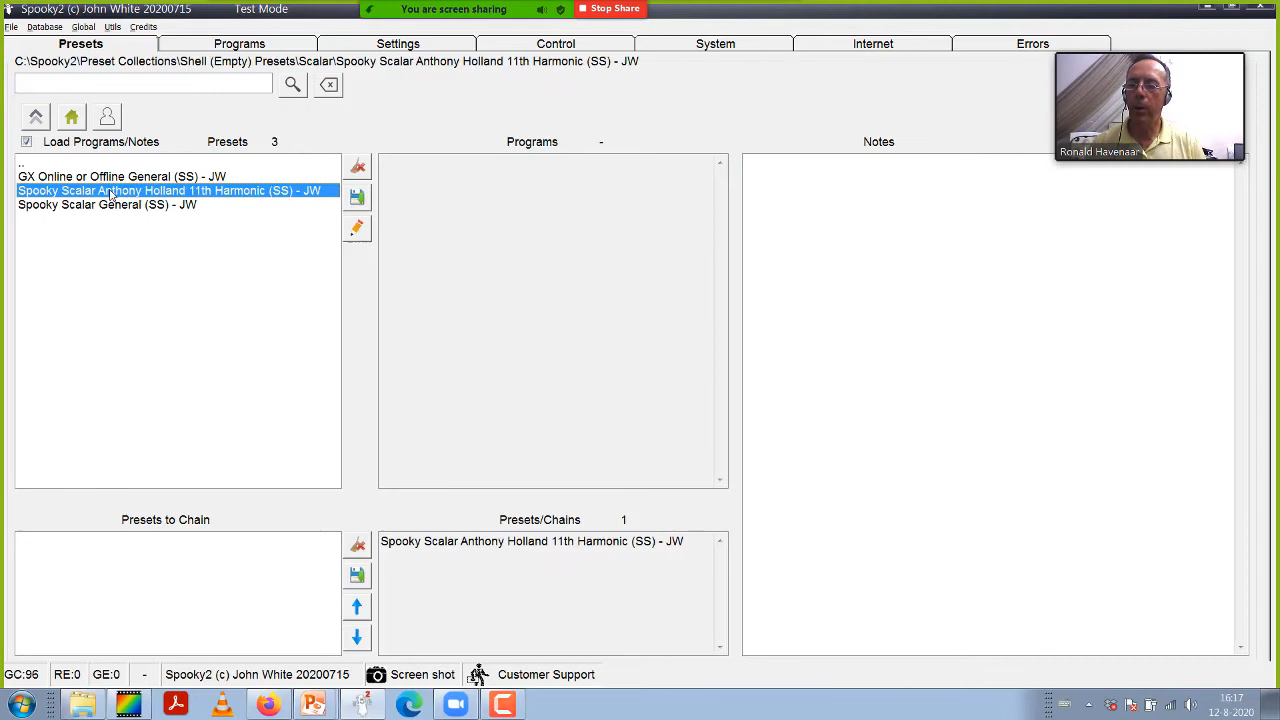 Spooky2 (c) John White 20200715 Test Mode
You are screen sharing
Stop Share
File Database Global Utils Credits
Presets Programs Settings Control System Internet Errors
C:\Spooky2\Preset Collections\Shell (Empty) Presets\Scalar\Spooky Scalar Anthony Holland 11th Harmonic (SS) - JW
Ronald Havenaar
Load Programs/Notes Presets 3 Programs - Notes
..
GX Online or Offline General (SS) - JW
Spooky Scalar Anthony Holland 11th Harmonic (SS) - JW
Spooky Scalar General (SS) - JW
Presets to Chain Presets/Chains 1
Spooky Scalar Anthony Holland 11th Harmonic (SS) - JW
GC:96 RE:0 GE:0 - Spooky2 (c) John White 20200715 Screen shot Customer Support
16:17
12-8-2020